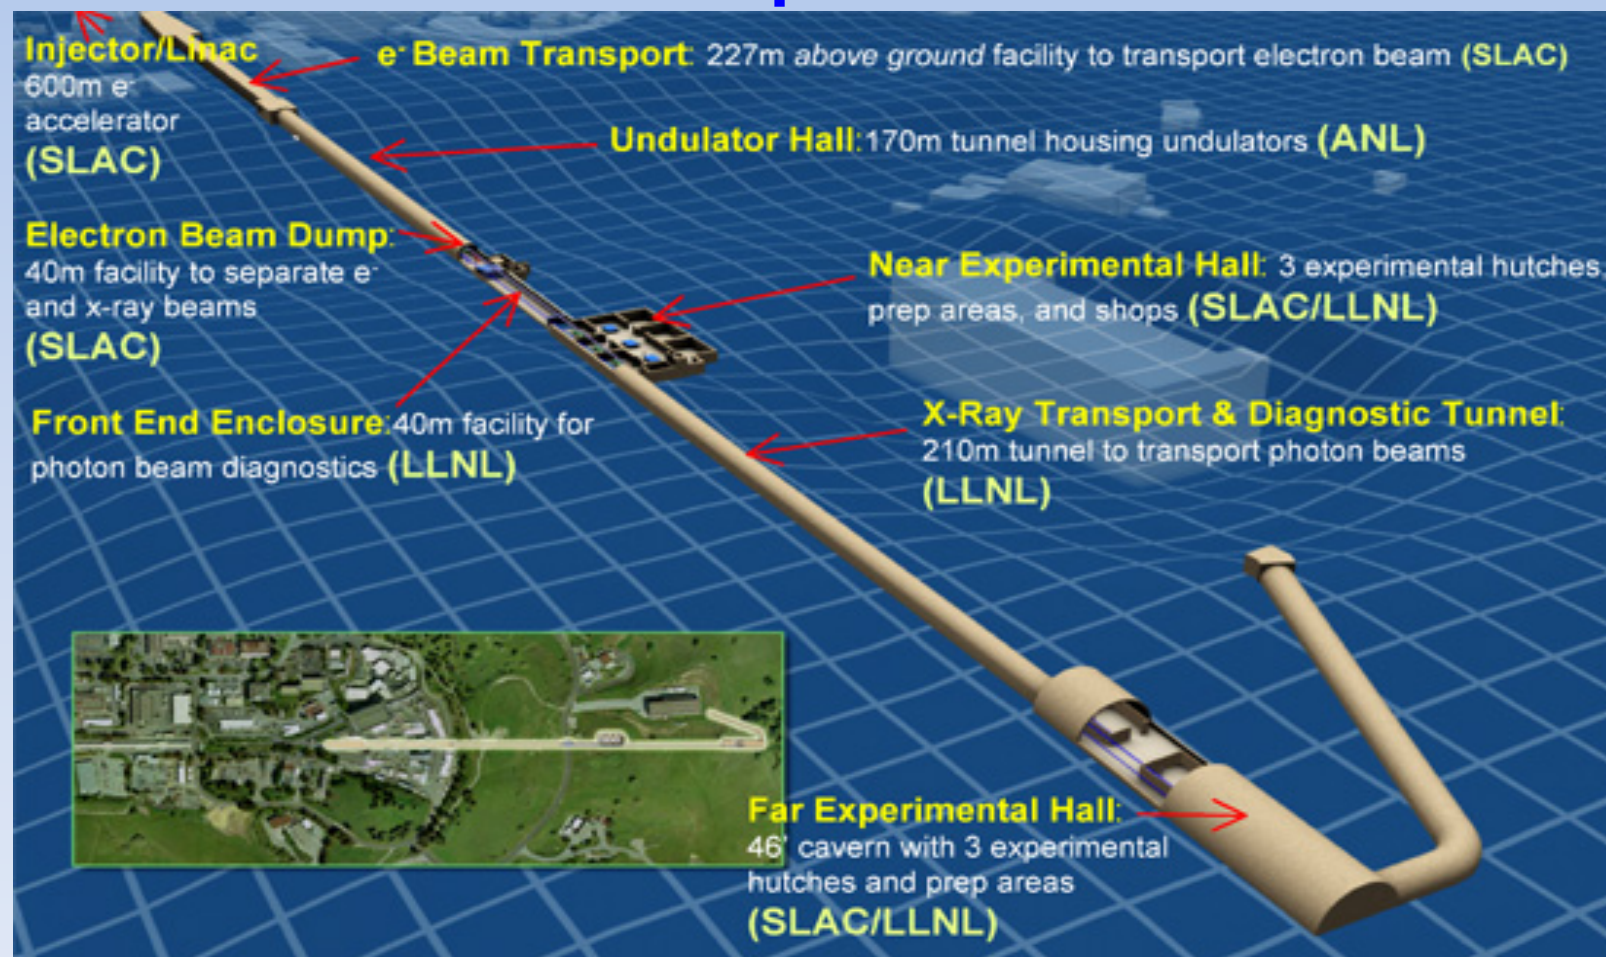 Injector/Linac
600m e-
accelerator
(SLAC)
e- Beam Transport: 227m above ground facility to transport electron beam (SLAC)
Undulator Hall:170m tunnel housing undulators (ANL)
Electron Beam Dump:
40m facility to separate e-
and x-ray beams
(SLAC)
Near Experimental Hall: 3 experimental hutches,
prep areas, and shops (SLAC/LLNL)
Front End Enclosure:40m facility for
photon beam diagnostics (LLNL)
X-Ray Transport & Diagnostic Tunnel:
210m tunnel to transport photon beams
(LLNL)
Far Experimental Hall:
46' cavern with 3 experimental
hutches and prep areas
(SLAC/LLNL)